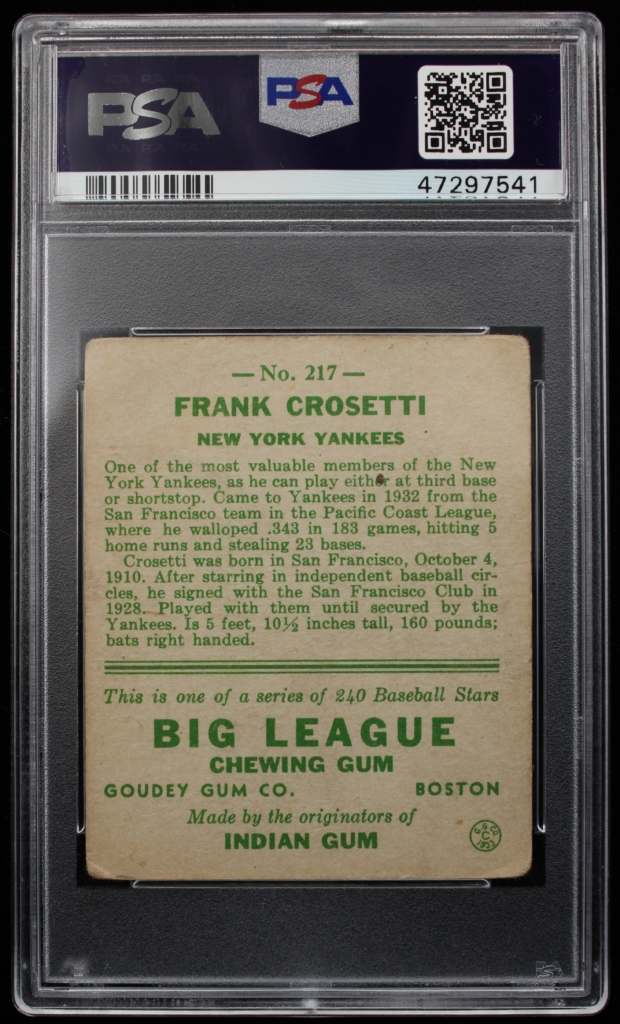 PSA
PSA
47297541
— No. 217 —
FRANK CROSETTI
NEW YORK YANKEES
One of the most valuable members of the New
York Yankees, as he can play either at third base
or shortstop. Came to Yankees in 1932 from the
San Francisco team in the Pacific Coast League,
where he walloped .343 in 183 games, hitting 5
home runs and stealing 23 bases.
Crosetti was born in San Francisco, October 4,
1910. After starring in independent baseball cir-
cles, he signed with the San Francisco Club in
1928. Played with them until secured by the
Yankees. Is 5 feet, 10½ inches tall, 160 pounds;
bats right handed.
This is one of a series of 240 Baseball Stars
BIG LEAGUE
CHEWING GUM
GOUDEY GUM CO. BOSTON
Made by the originators of
INDIAN GUM
G. G. CO.
C
1933
PSA